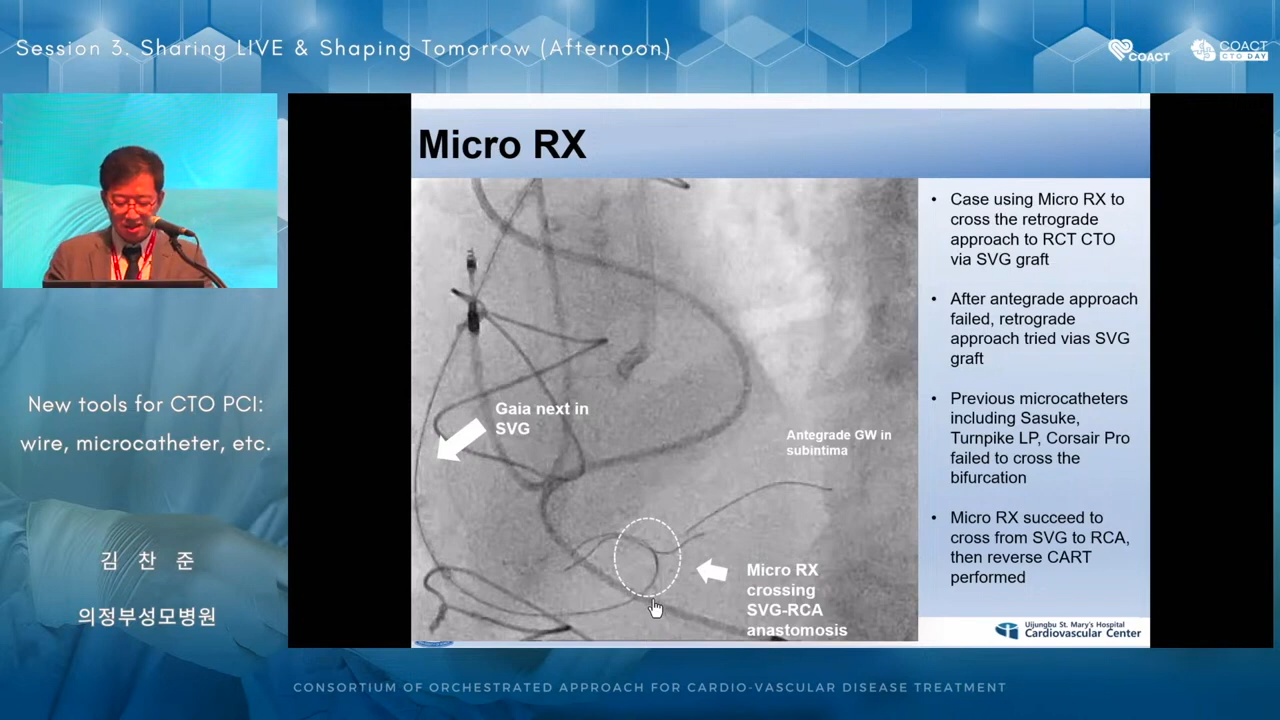 Session 3. Sharing LIVE & Shaping Tomorrow (Afternoon)
COACT
COACT
CTO DAY
New tools for CTO PCI:
wire, microcatheter, etc.
김 찬 준
의정부성모병원
Micro RX
Gaia next in
SVG
Antegrade GW in
subintima
Micro RX
crossing
SVG-RCA
anastomosis
• Case using Micro RX to
cross the retrograde
approach to RCT CTO
via SVG graft
• After antegrade approach
failed, retrograde
approach tried vias SVG
graft
• Previous microcatheters
including Sasuke,
Turnpike LP, Corsair Pro
failed to cross the
bifurcation
• Micro RX succeed to
cross from SVG to RCA,
then reverse CART
performed
Uijungbu St. Mary's Hospital
Cardiovascular Center
CONSORTIUM OF ORCHESTRATED APPROACH FOR CARDIO-VASCULAR DISEASE TREATMENT